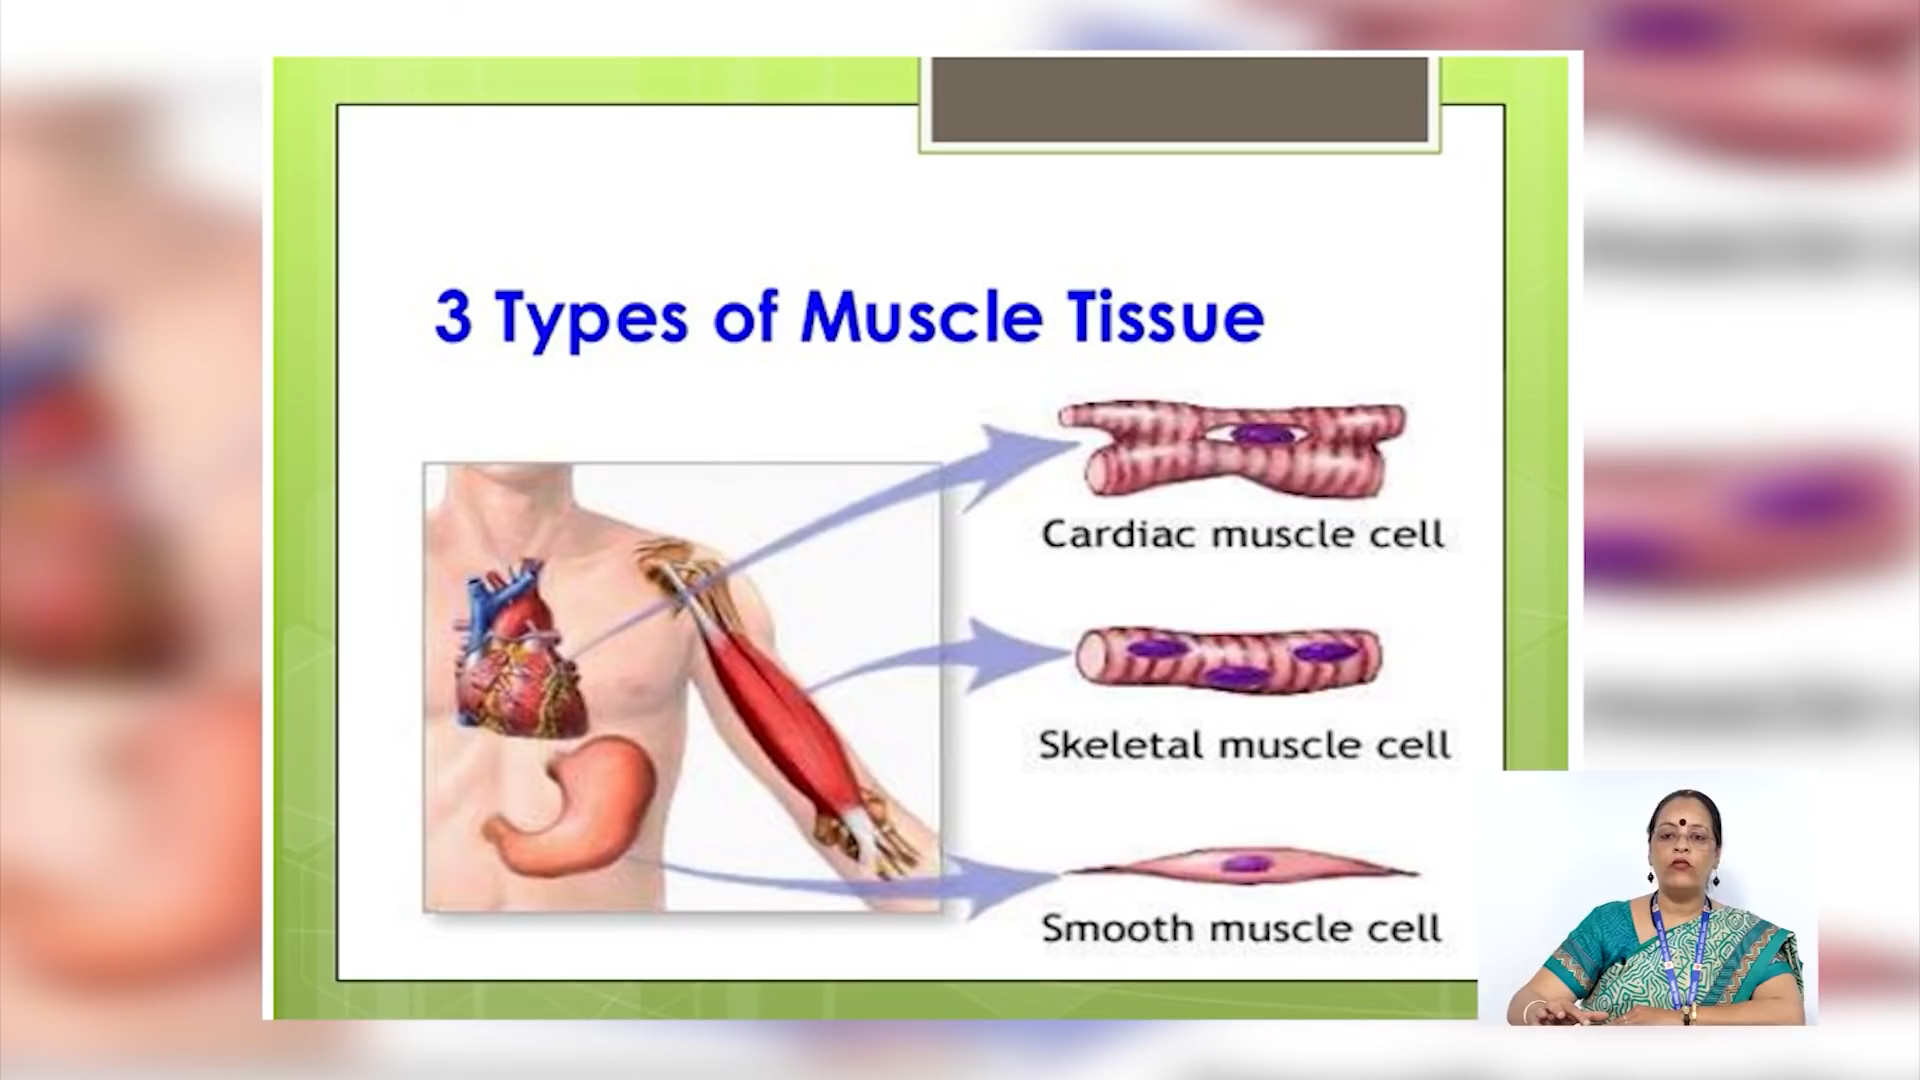 3 Types of Muscle Tissue
Cardiac muscle cell
Skeletal muscle cell
Smooth muscle cell